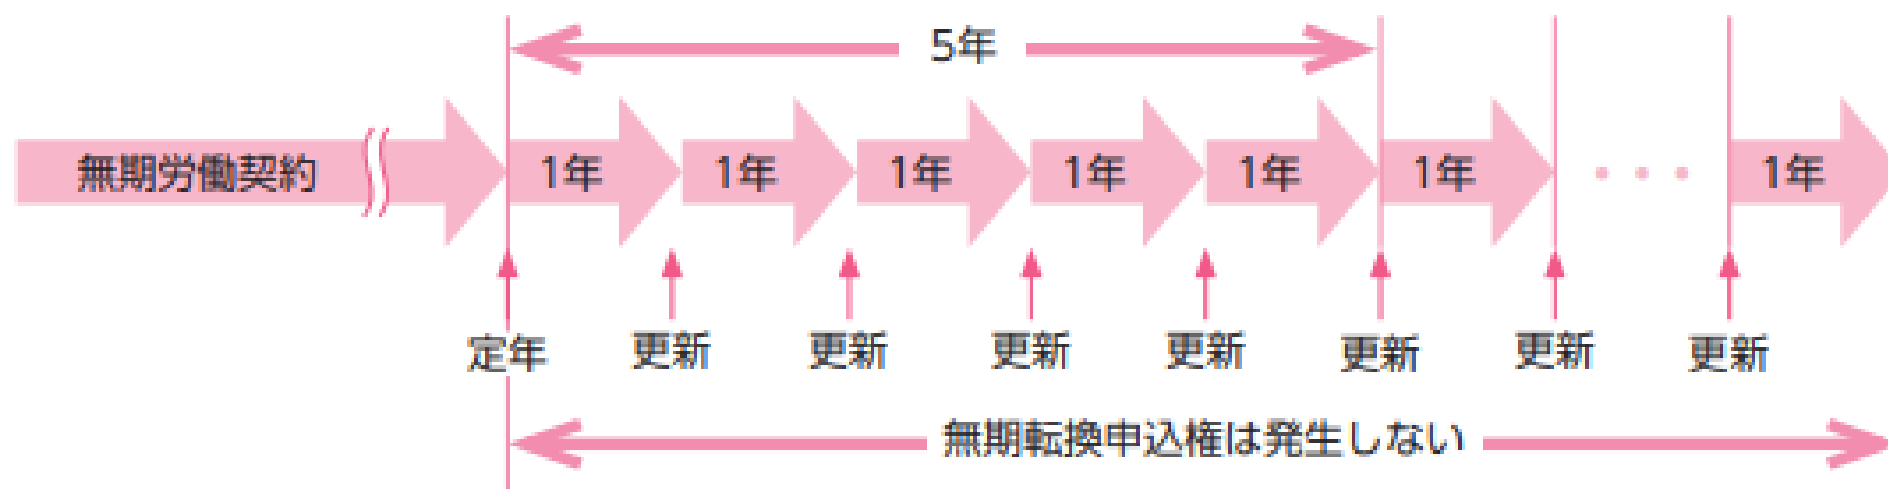 5年
無期労働契約 1年 1年 1年 1年 1年 1年 ・・・ 1年
定年 更新 更新 更新 更新 更新 更新 更新
無期転換申込権は発生しない